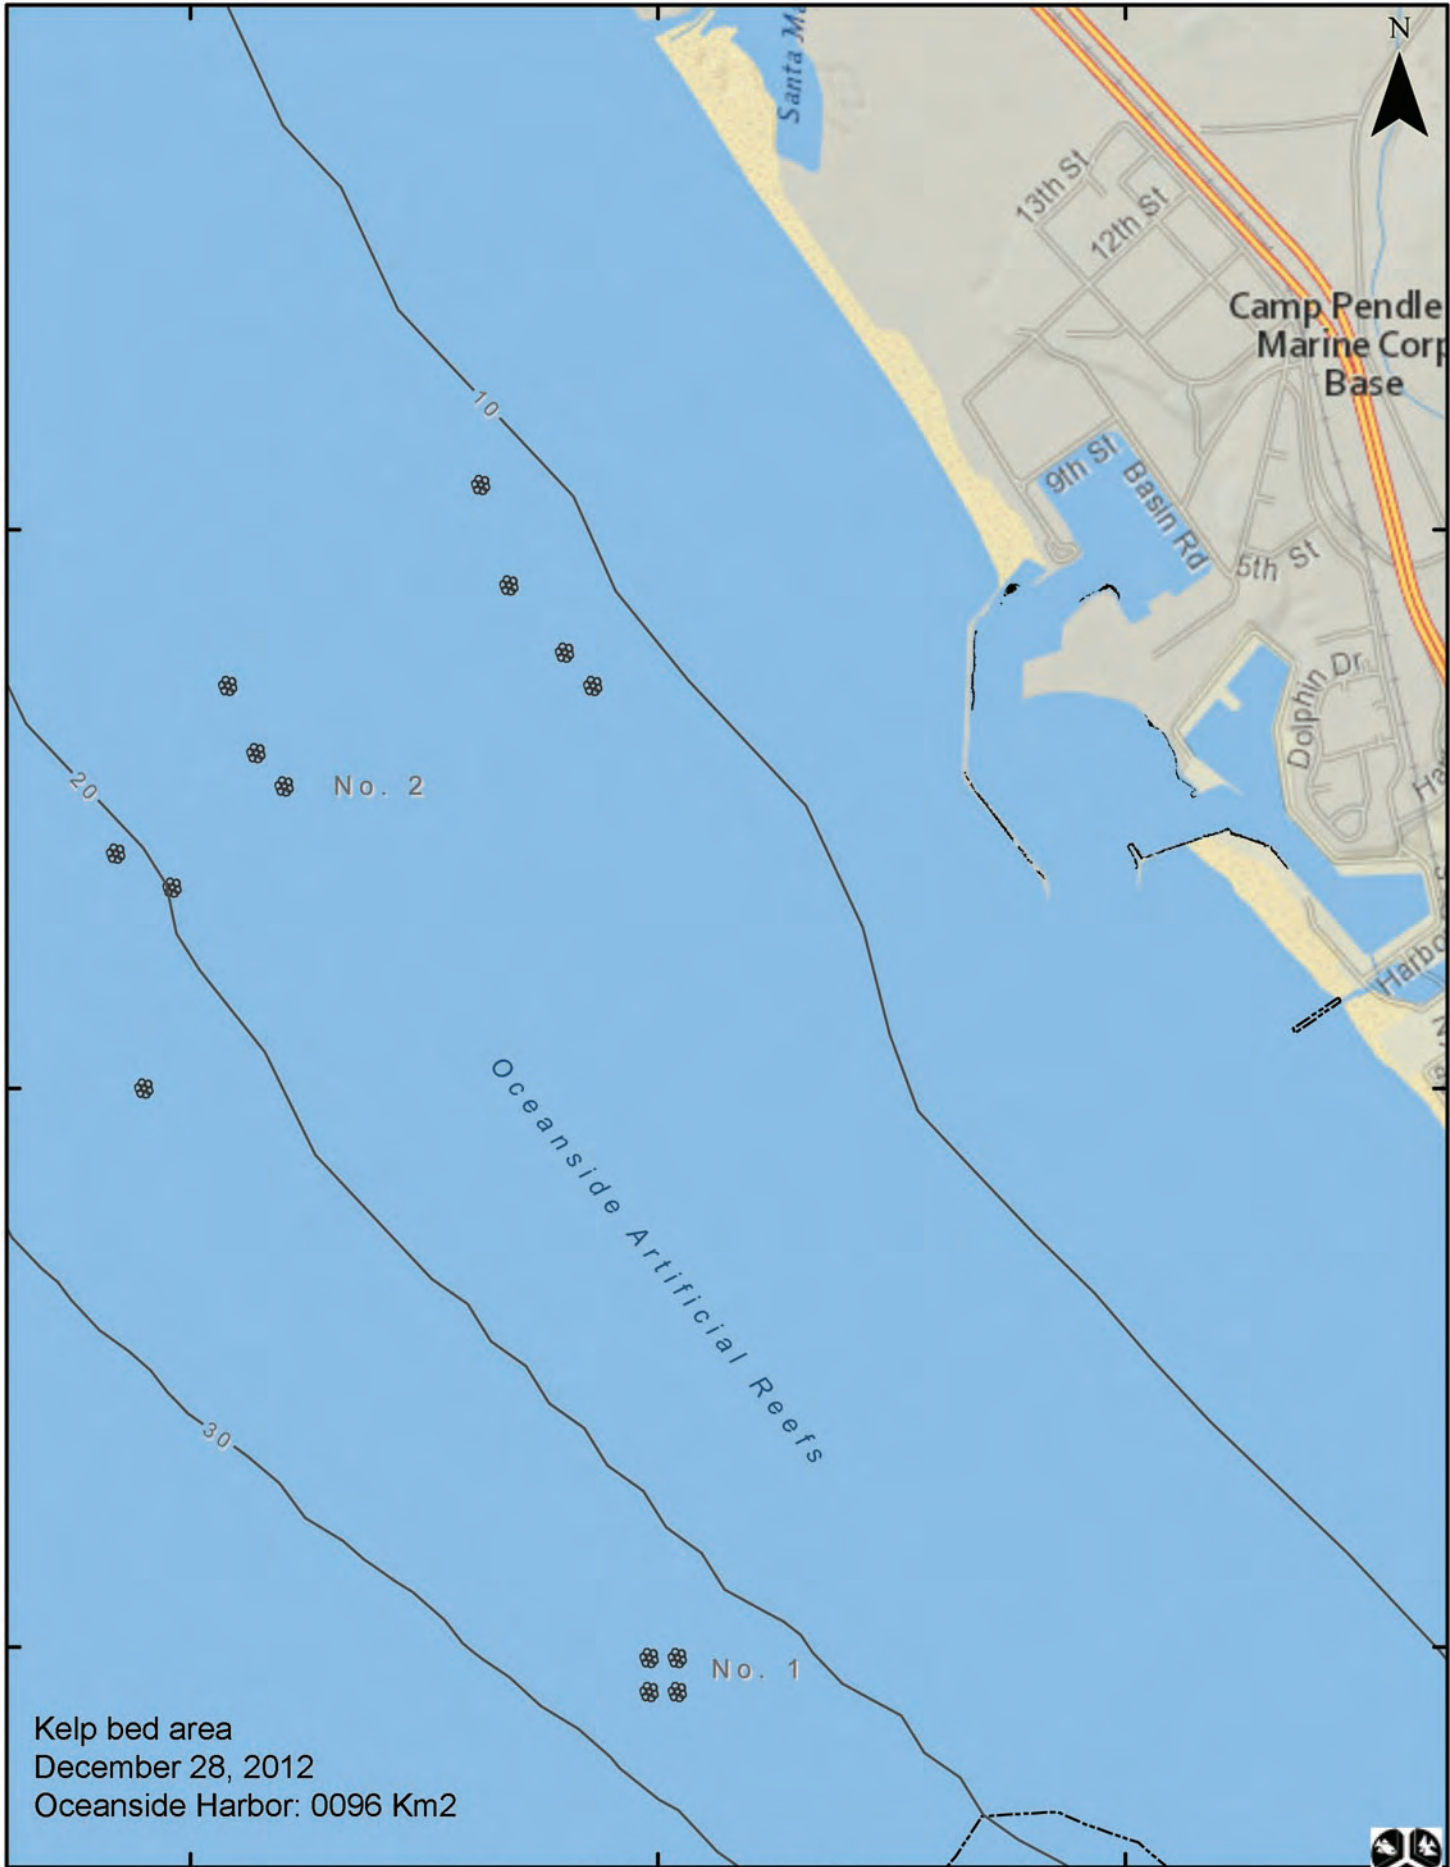 N
Santa Ma
13th St
12th St
Camp Pendle
Marine Corp
Base
10
9th St
Basin Rd
5th St
Dolphin Dr
Ha
20
No. 2
Harbo
Oceanside Artificial Reefs
30
No. 1
Kelp bed area
December 28, 2012
Oceanside Harbor: 0096 Km2